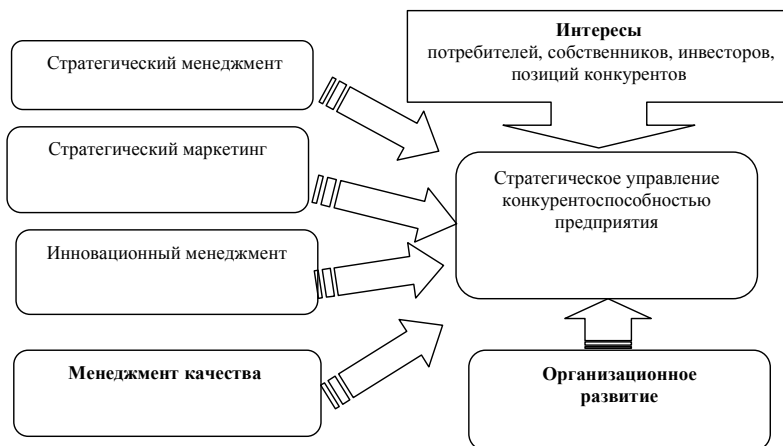 Стратегический менеджмент
Стратегический маркетинг
Инновационный менеджмент
Менеджмент качества
Интересы
потребителей, собственников, инвесторов,
позиций конкурентов
Стратегическое управление
конкурентоспособностью
предприятия
Организационное
развитие